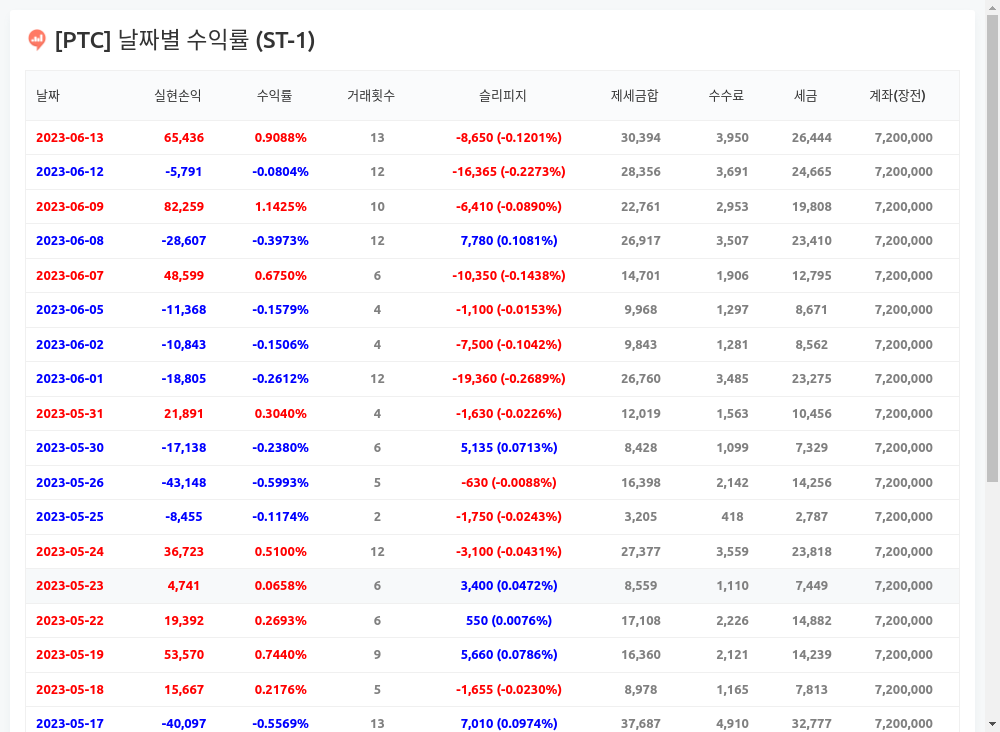 [PTC] 날짜별 수익률 (ST-1)
날짜 실현손익 수익률 거래횟수 슬리피지 제세금합 수수료 세금 계좌(장전)
2023-06-13 65,436 0.9088% 13 -8,650 (-0.1201%) 30,394 3,950 26,444 7,200,000
2023-06-12 -5,791 -0.0804% 12 -16,365 (-0.2273%) 28,356 3,691 24,665 7,200,000
2023-06-09 82,259 1.1425% 10 -6,410 (-0.0890%) 22,761 2,953 19,808 7,200,000
2023-06-08 -28,607 -0.3973% 12 7,780 (0.1081%) 26,917 3,507 23,410 7,200,000
2023-06-07 48,599 0.6750% 6 -10,350 (-0.1438%) 14,701 1,906 12,795 7,200,000
2023-06-05 -11,368 -0.1579% 4 -1,100 (-0.0153%) 9,968 1,297 8,671 7,200,000
2023-06-02 -10,843 -0.1506% 4 -7,500 (-0.1042%) 9,843 1,281 8,562 7,200,000
2023-06-01 -18,805 -0.2612% 12 -19,360 (-0.2689%) 26,760 3,485 23,275 7,200,000
2023-05-31 21,891 0.3040% 4 -1,630 (-0.0226%) 12,019 1,563 10,456 7,200,000
2023-05-30 -17,138 -0.2380% 6 5,135 (0.0713%) 8,428 1,099 7,329 7,200,000
2023-05-26 -43,148 -0.5993% 5 -630 (-0.0088%) 16,398 2,142 14,256 7,200,000
2023-05-25 -8,455 -0.1174% 2 -1,750 (-0.0243%) 3,205 418 2,787 7,200,000
2023-05-24 36,723 0.5100% 12 -3,100 (-0.0431%) 27,377 3,559 23,818 7,200,000
2023-05-23 4,741 0.0658% 6 3,400 (0.0472%) 8,559 1,110 7,449 7,200,000
2023-05-22 19,392 0.2693% 6 550 (0.0076%) 17,108 2,226 14,882 7,200,000
2023-05-19 53,570 0.7440% 9 5,660 (0.0786%) 16,360 2,121 14,239 7,200,000
2023-05-18 15,667 0.2176% 5 -1,655 (-0.0230%) 8,978 1,165 7,813 7,200,000
2023-05-17 -40,097 -0.5569% 13 7,010 (0.0974%) 37,687 4,910 32,777 7,200,000